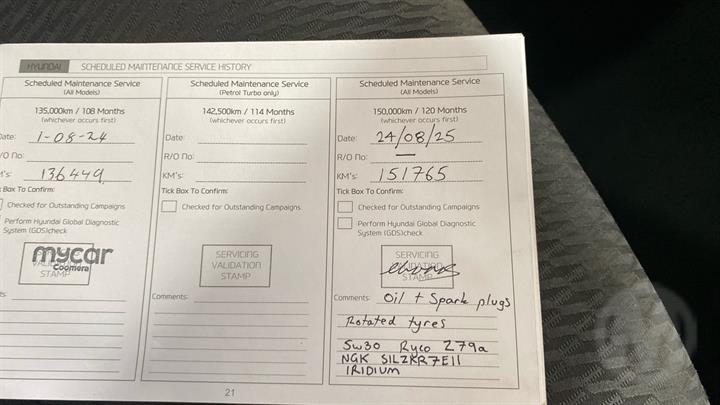 HYUNDAI SCHEDULED MAINTENANCE SERVICE HISTORY
Scheduled Maintenance Service
(All Models)
135,000km / 108 Months
(whichever occurs first)
Date: 1-08-24
R/O No:
M's: 136449
Tick Box To Confirm:
Checked for Outstanding Campaigns
Perform Hyundai Global Diagnostic
System (GDS)check
SERVICING
VALIDATION
STAMP
mycar
Coomera
Scheduled Maintenance Service
(Petrol Turbo only)
142,500km / 114 Months
(whichever occurs first)
Date:
R/O No:
KM's:
Tick Box To Confirm:
Checked for Outstanding Campaigns
SERVICING
VALIDATION
STAMP
Comments:
Scheduled Maintenance Service
(All Models)
150,000km / 120 Months
(whichever occurs first)
Date: 24/08/25
R/O No: —
KM's: 151765
Tick Box To Confirm:
Checked for Outstanding Campaigns
Perform Hyundai Global Diagnostic
System (GDS)check
SERVICING
VALIDATION
STAMP
Comments: Oil + Spark plugs
Rotated tyres
5W30 Ryco Z79a
NGK SILZKR7E11
IRIDIUM
21